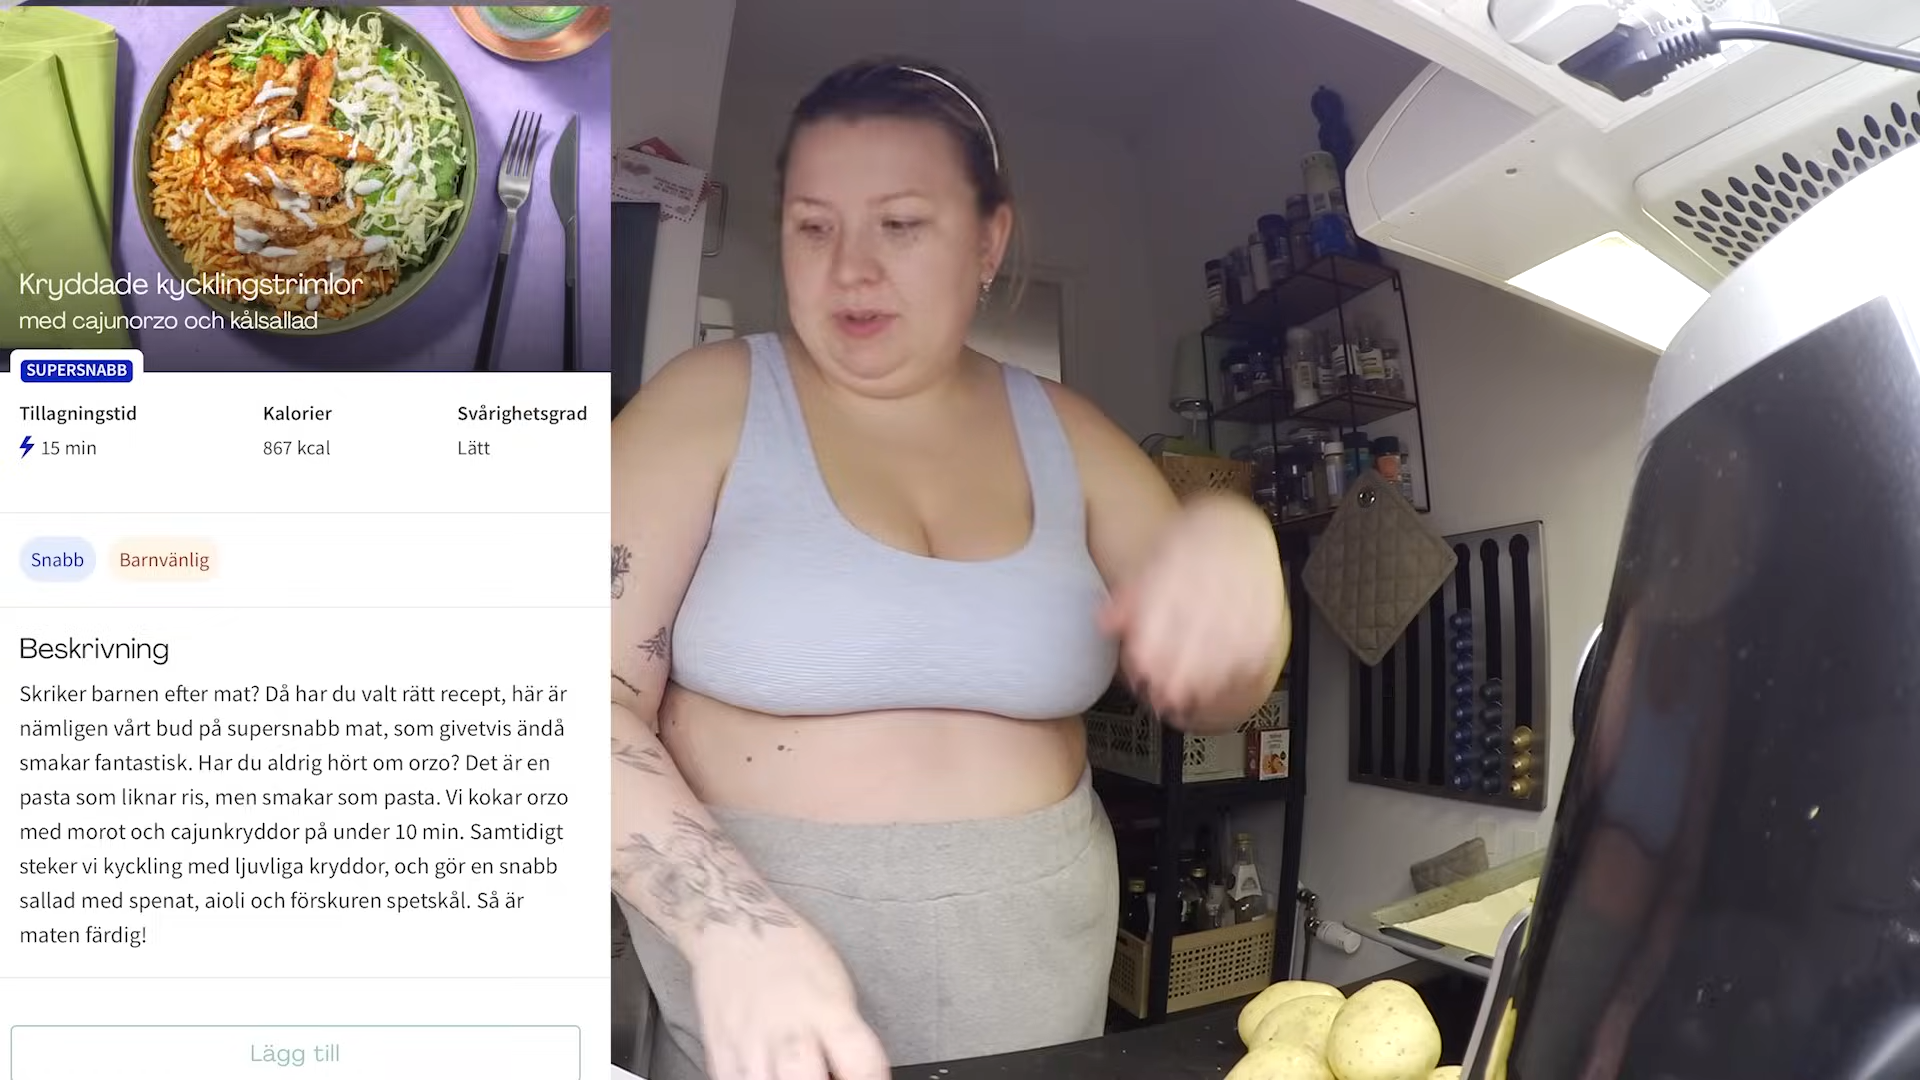 Kryddade kycklingstrimlor
med cajunorzo och kålsallad
SUPERSNABB
Tillagningstid Kalorier Svårighetsgrad
15 min 867 kcal Lätt
Snabb Barnvänlig
Beskrivning
Skriker barnen efter mat? Då har du valt rätt recept, här är
nämligen vårt bud på supersnabb mat, som givetvis ändå
smakar fantastisk. Har du aldrig hört om orzo? Det är en
pasta som liknar ris, men smakar som pasta. Vi kokar orzo
med morot och cajunkryddor på under 10 min. Samtidigt
steker vi kyckling med ljuvliga kryddor, och gör en snabb
sallad med spenat, aioli och förskuren spetskål. Så är
maten färdig!
Lägg till